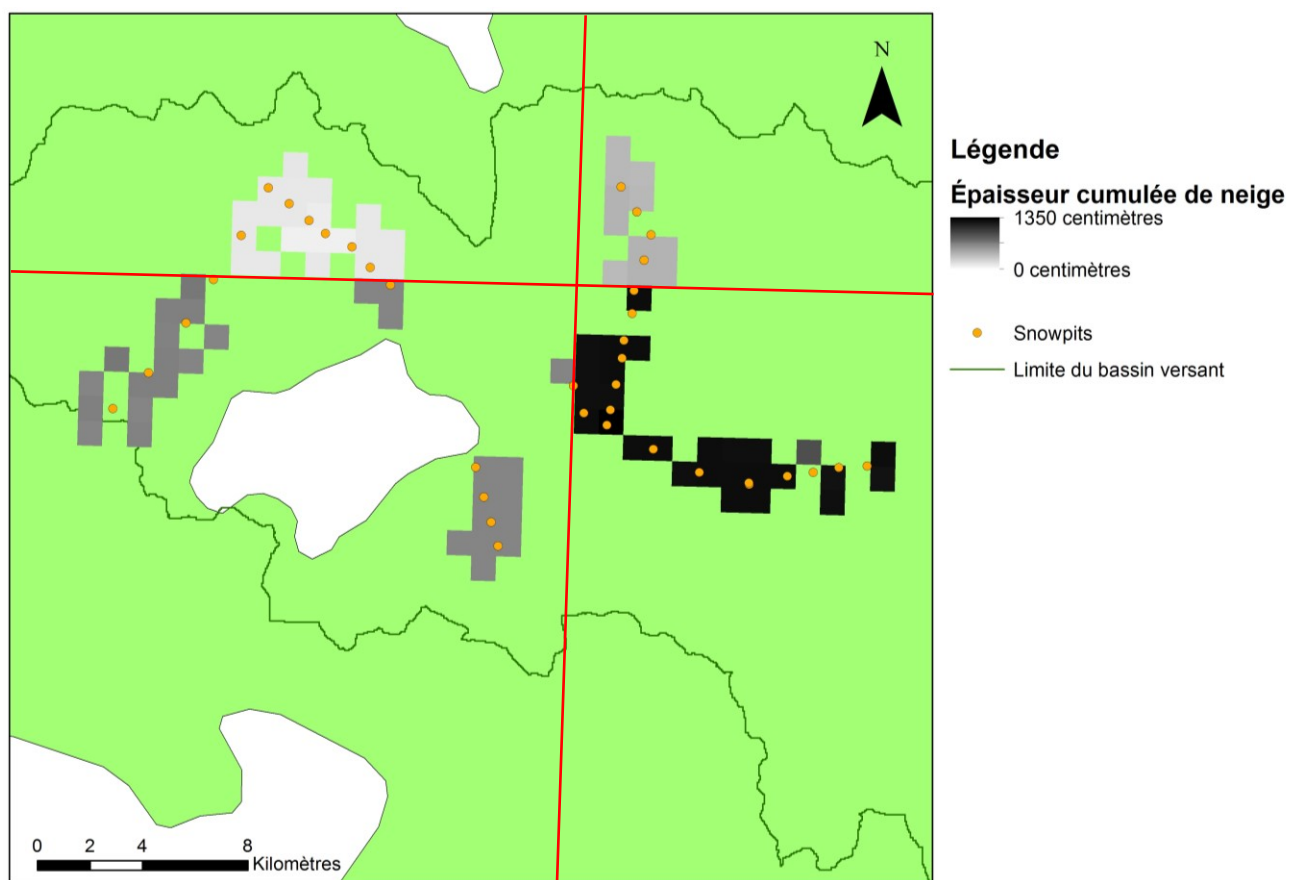 N
Légende
Épaisseur cumulée de neige
1350 centimètres
0 centimètres
Snowpits
Limite du bassin versant
0 2 4 8
Kilomètres